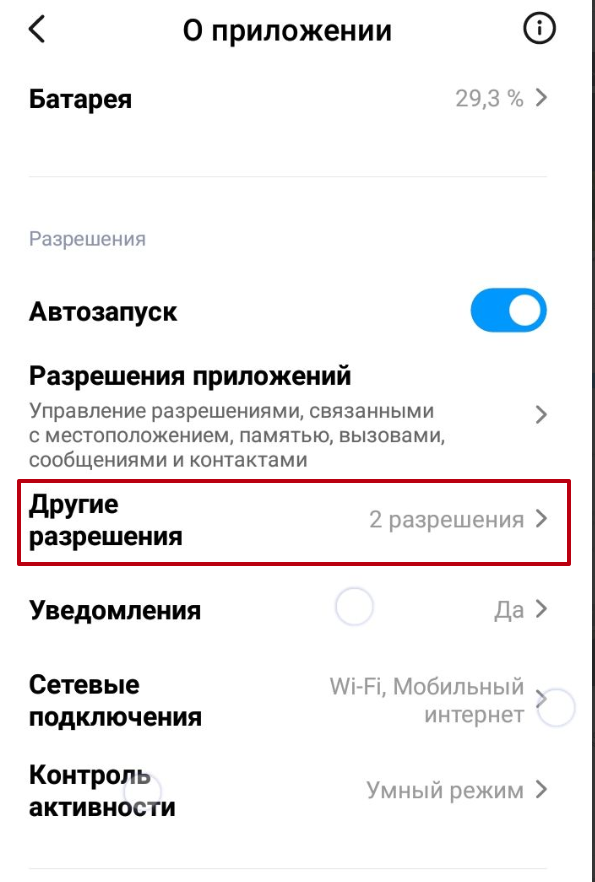 О приложении
Батарея 29,3 %
Разрешения
Автозапуск
Разрешения приложений
Управление разрешениями, связанными
с местоположением, памятью, вызовами,
сообщениями и контактами
Другие
разрешения
2 разрешения
Уведомления Да
Сетевые
подключения
Wi-Fi, Мобильный
интернет
Контроль
активности
Умный режим